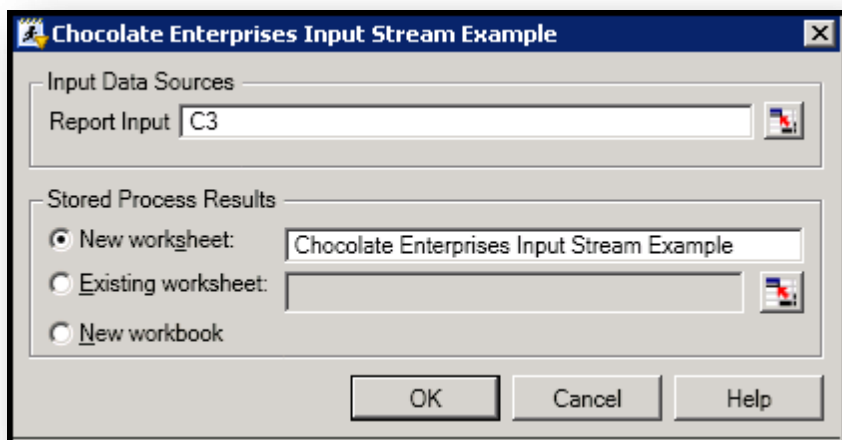 Chocolate Enterprises Input Stream Example
Input Data Sources
Report Input C3
Stored Process Results
New worksheet: Chocolate Enterprises Input Stream Example
Existing worksheet:
New workbook
OK Cancel Help